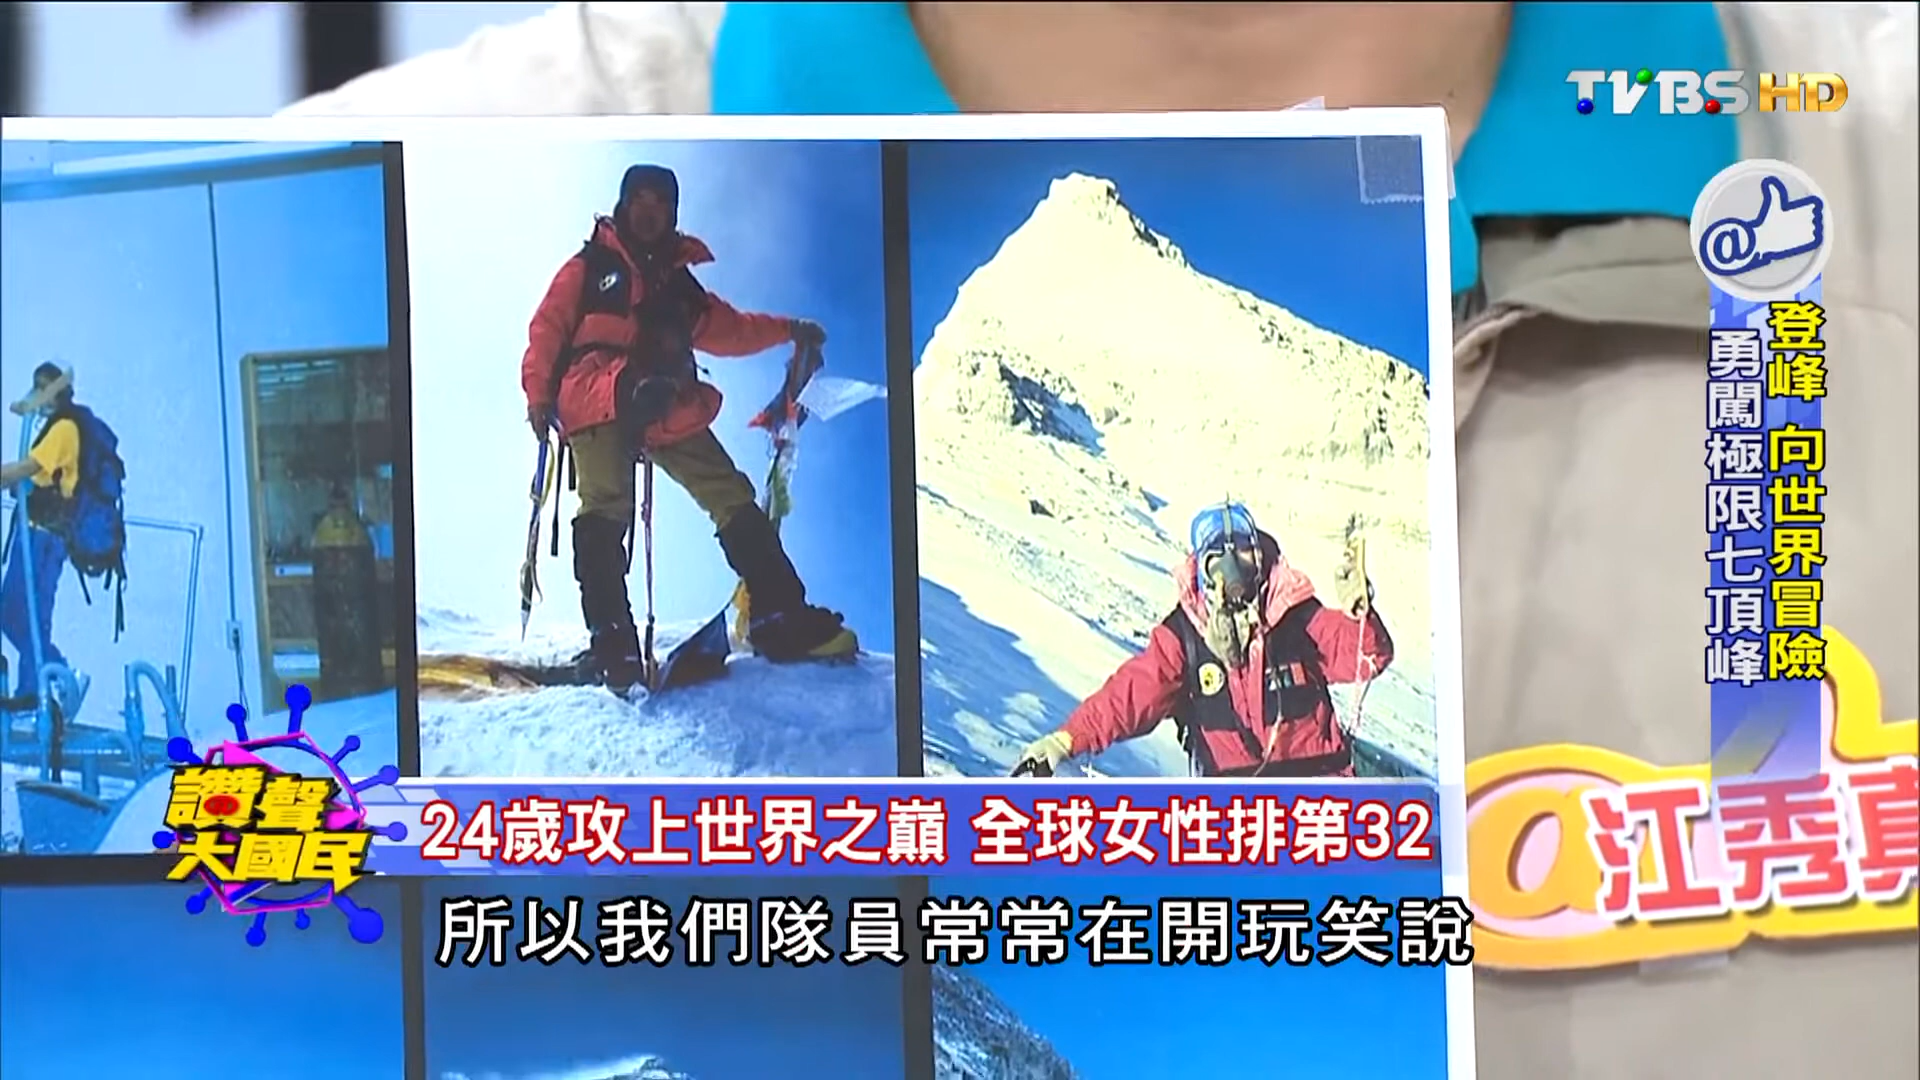 TVBS HD
@
登峰 向世界冒險
勇闖極限七頂峰
讚聲
大國民
24歲攻上世界之巔 全球女性排第32
@江秀真
所以我們隊員常常在開玩笑說